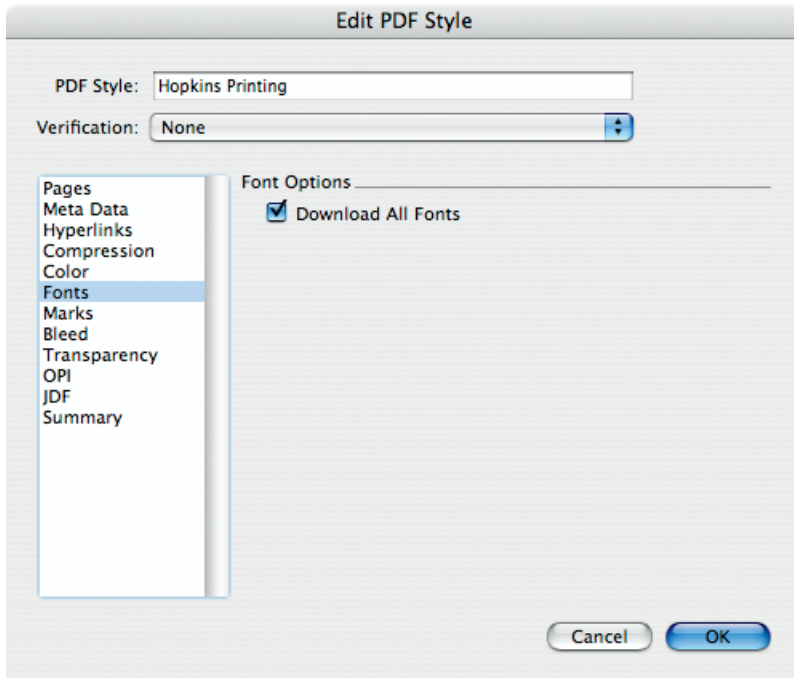 Edit PDF Style
PDF Style: Hopkins Printing
Verification: None
Pages
Meta Data
Hyperlinks
Compression
Color
Fonts
Marks
Bleed
Transparency
OPI
JDF
Summary
Font Options
Download All Fonts
Cancel OK